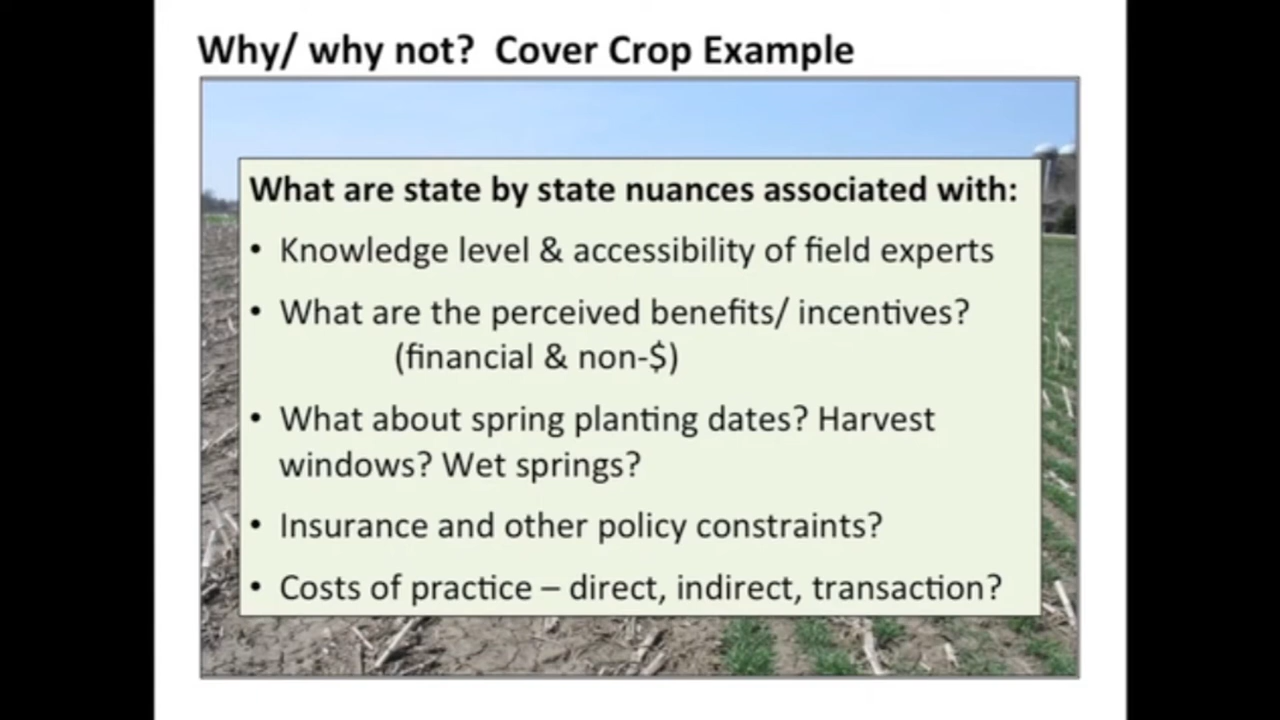 Why/ why not?  Cover Crop Example
What are state by state nuances associated with:
• Knowledge level & accessibility of field experts
• What are the perceived benefits/ incentives?
(financial & non-$)
• What about spring planting dates? Harvest
windows? Wet springs?
• Insurance and other policy constraints?
• Costs of practice – direct, indirect, transaction?